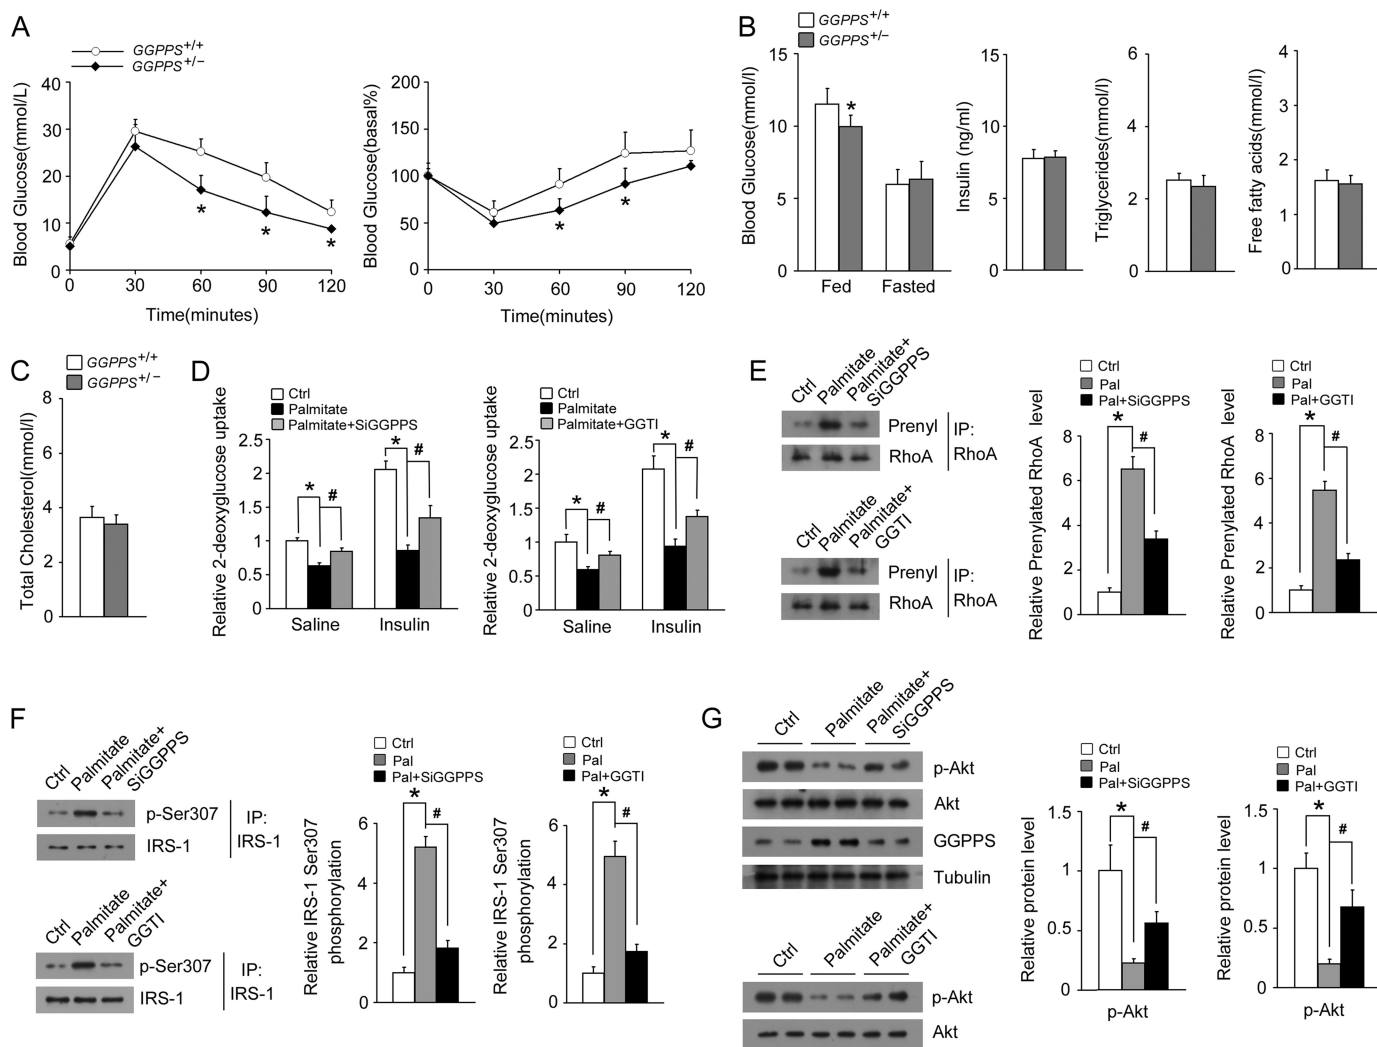 A
GGPPS+/+
GGPPS+/−
Blood Glucose(mmol/L)
50
40
30
20
10
0
0 30 60 90 120
Time(minutes)
* * *
Blood Glucose(basal%)
200
150
100
50
0
0 30 60 90 120
Time(minutes)
* *
B
GGPPS+/+
GGPPS+/−
Blood Glucose(mmol/l)
15
10
5
0
*
Fed Fasted
Insulin (ng/ml)
15
10
5
0
Triglycerides(mmol/l)
6
4
2
0
Free fatty acids(mmol/l)
4
3
2
1
0
C
GGPPS+/+
GGPPS+/−
Total Cholesterol(mmol/l)
8
6
4
2
0
D
Ctrl
Palmitate
Palmitate+SiGGPPS
Relative 2-deoxyglucose uptake
2.5
2
1.5
1
0.5
0
* # * #
Saline Insulin
Ctrl
Palmitate
Palmitate+GGTI
Relative 2-deoxyglucose uptake
2.5
2
1.5
1
0.5
0
* # * #
Saline Insulin
E
Ctrl
Palmitate
Palmitate+
SiGGPPS
Prenyl
RhoA
IP:
RhoA
Ctrl
Palmitate
Palmitate+
GGTI
Prenyl
RhoA
IP:
RhoA
Ctrl
Pal
Pal+SiGGPPS
Relative Prenylated RhoA level
8
6
4
2
0
* #
Ctrl
Pal
Pal+GGTI
Relative Prenylated RhoA level
8
6
4
2
0
* #
F
Ctrl
Palmitate
Palmitate+
SiGGPPS
p-Ser307
IRS-1
IP:
IRS-1
Ctrl
Palmitate
Palmitate+
GGTI
p-Ser307
IRS-1
IP:
IRS-1
Ctrl
Pal
Pal+SiGGPPS
Relative IRS-1 Ser307
phosphorylation
6
4
2
0
* #
Ctrl
Pal
Pal+GGTI
Relative IRS-1 Ser307
phosphorylation
6
4
2
0
* #
G
Ctrl
Palmitate
Palmitate+
SiGGPPS
p-Akt
Akt
GGPPS
Tubulin
Ctrl
Palmitate
Palmitate+
GGTI
p-Akt
Akt
Ctrl
Pal
Pal+SiGGPPS
Relative protein level
1.5
1
0.5
0
* #
p-Akt
Ctrl
Pal
Pal+GGTI
Relative protein level
1.5
1
0.5
0
* #
p-Akt